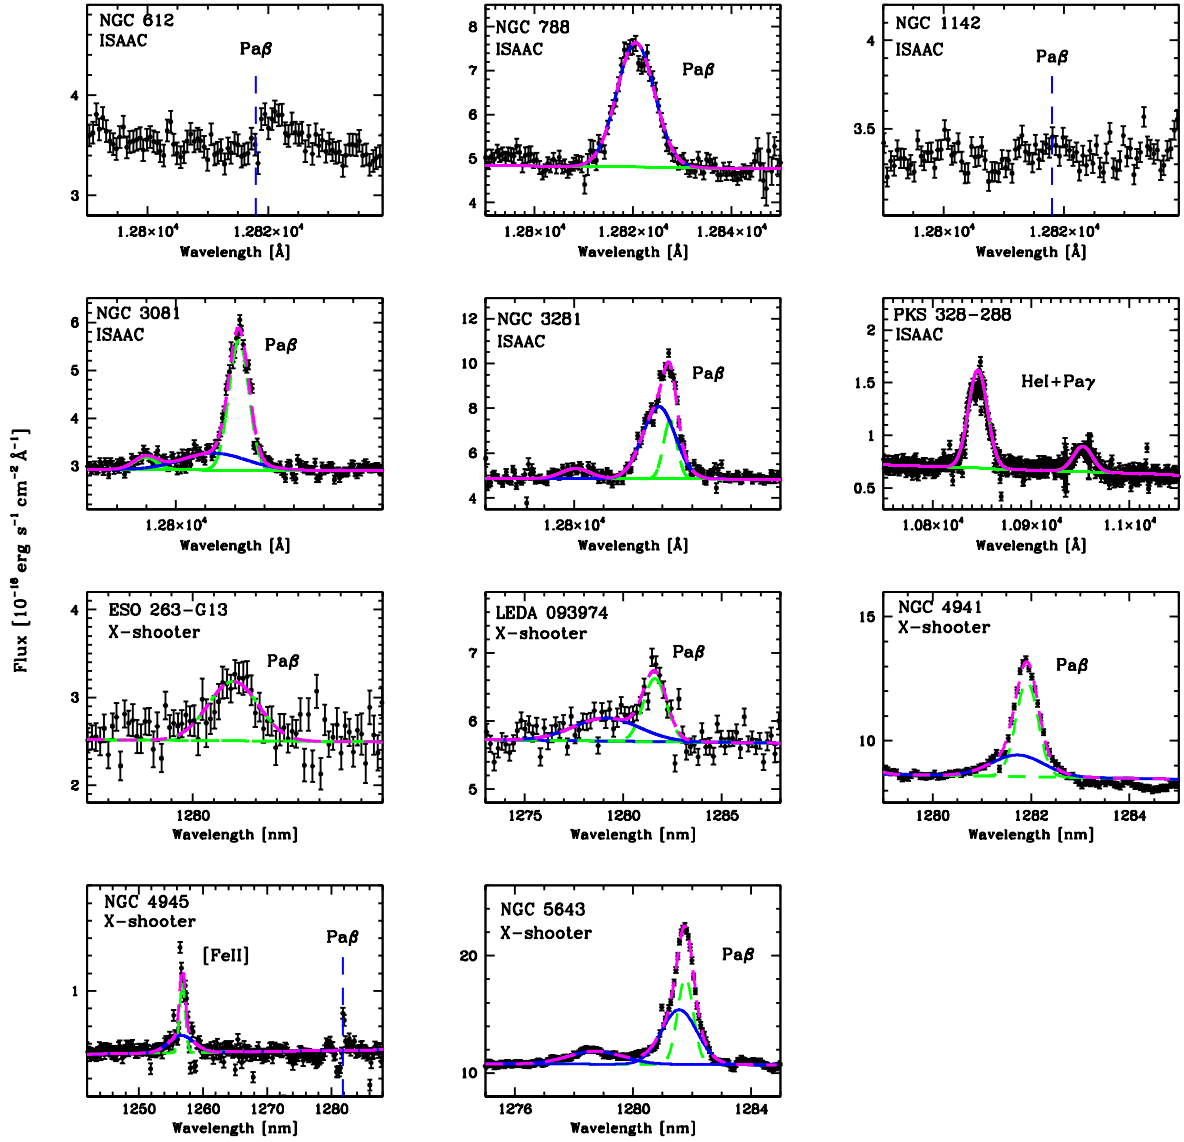 Flux [10⁻¹⁶ erg s⁻¹ cm⁻² Å⁻¹]
NGC 612
ISAAC
Paβ
4
3
1.28×10⁴ 1.282×10⁴
Wavelength [Å]
NGC 788
ISAAC
Paβ
8
7
6
5
4
1.28×10⁴ 1.282×10⁴ 1.284×10⁴
Wavelength [Å]
NGC 1142
ISAAC
Paβ
4
3.5
1.28×10⁴ 1.282×10⁴
Wavelength [Å]
NGC 3081
ISAAC
Paβ
6
5
4
3
1.28×10⁴
Wavelength [Å]
NGC 3281
ISAAC
Paβ
12
10
8
6
4
1.28×10⁴
Wavelength [Å]
PKS 328-288
ISAAC
HeI+Paγ
2
1.5
1
0.5
1.08×10⁴ 1.09×10⁴ 1.1×10⁴
Wavelength [Å]
ESO 263-G13
X-shooter
Paβ
4
3
2
1280
Wavelength [nm]
LEDA 093974
X-shooter
Paβ
7
6
5
1275 1280 1285
Wavelength [nm]
NGC 4941
X-shooter
Paβ
15
10
1280 1282 1284
Wavelength [nm]
NGC 4945
X-shooter
[FeII]
Paβ
1
1250 1260 1270 1280
Wavelength [nm]
NGC 5643
X-shooter
Paβ
20
10
1276 1280 1284
Wavelength [nm]